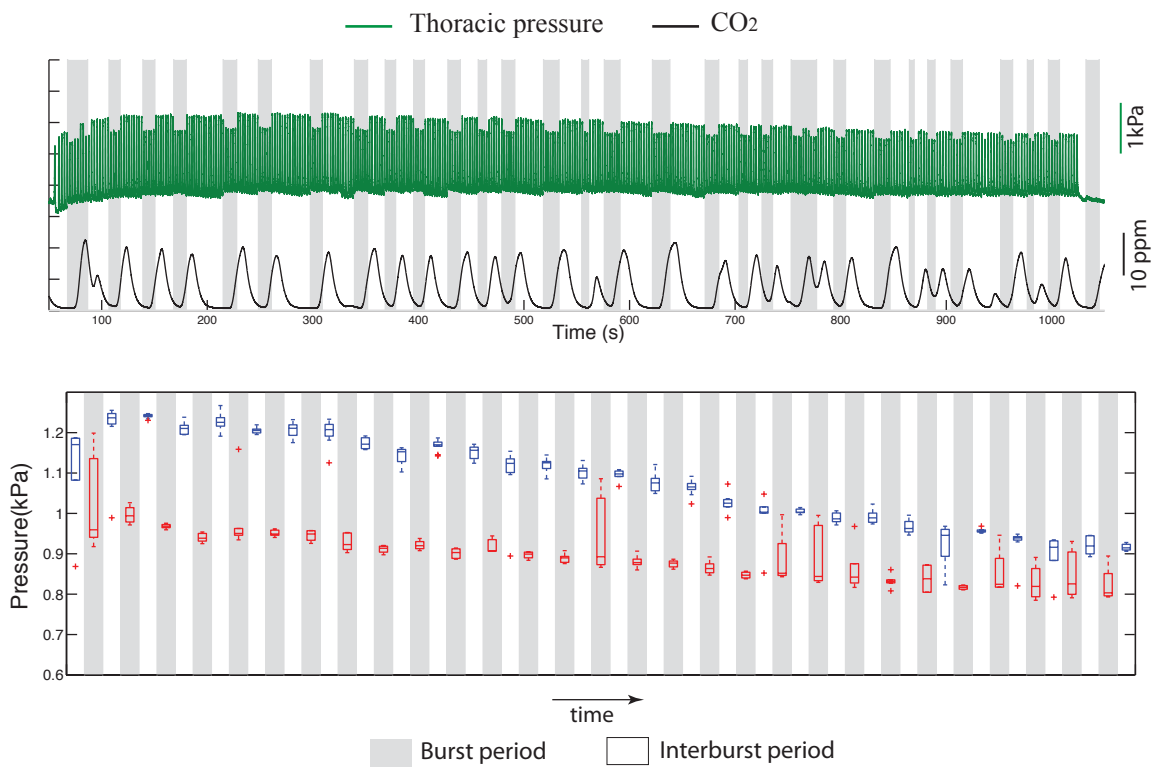 Thoracic pressure CO2
1kPa
10 ppm
100 200 300 400 500 600 700 800 900 1000
Time (s)
Pressure(kPa)
1.2
1.1
1
0.9
0.8
0.7
0.6
time
Burst period Interburst period